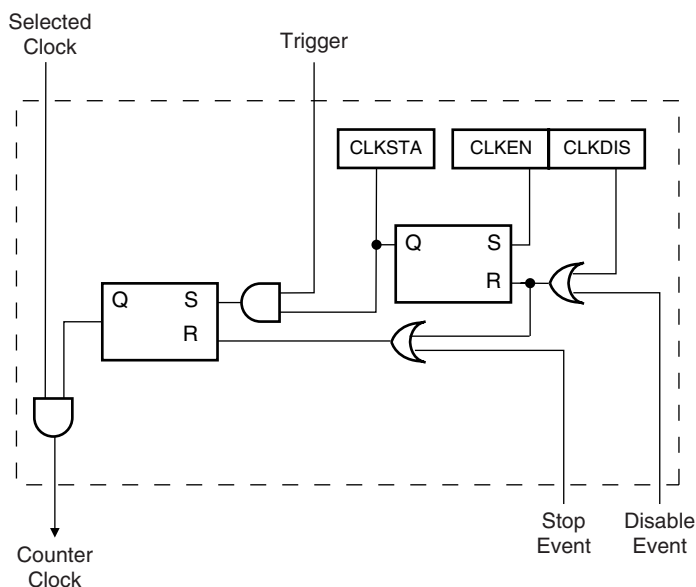 Selected
Clock
Trigger
CLKSTA
CLKEN
CLKDIS
Q
S
R
Q
S
R
Stop
Event
Disable
Event
Counter
Clock